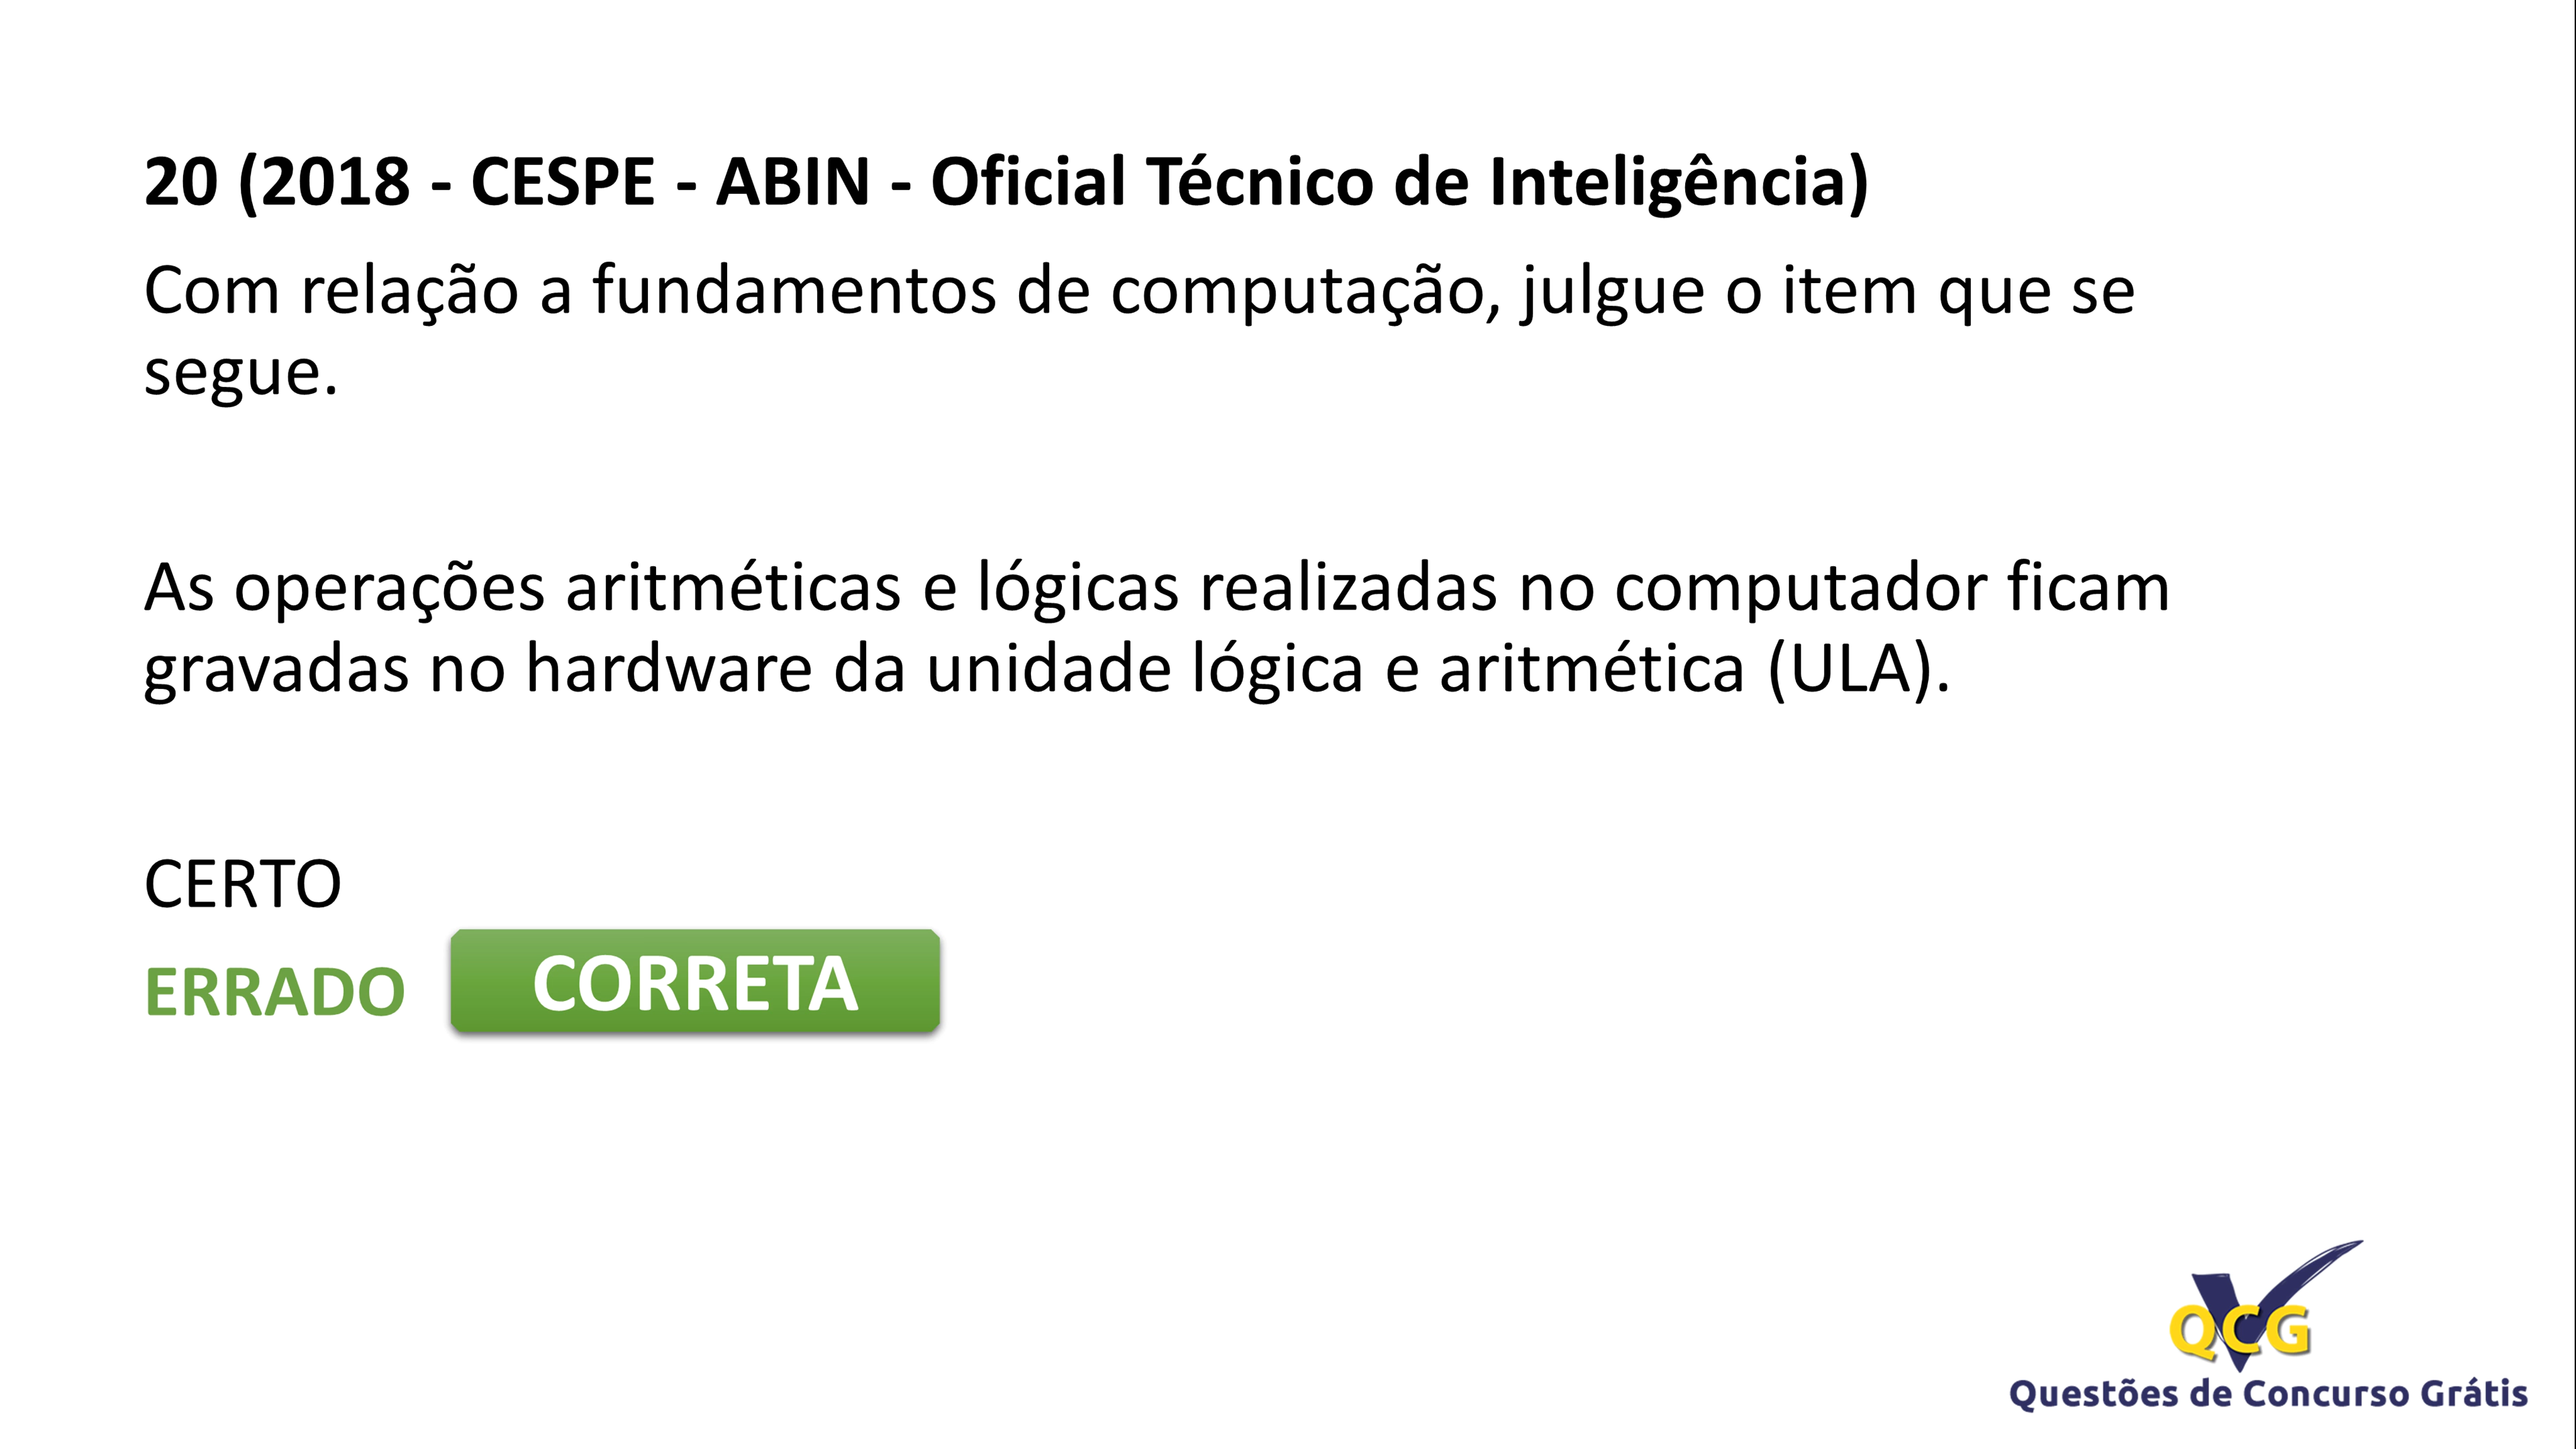 20 (2018 - CESPE - ABIN - Oficial Técnico de Inteligência)
Com relação a fundamentos de computação, julgue o item que se
segue.
As operações aritméticas e lógicas realizadas no computador ficam
gravadas no hardware da unidade lógica e aritmética (ULA).
CERTO
ERRADO CORRETA
QCG
Questões de Concurso Grátis